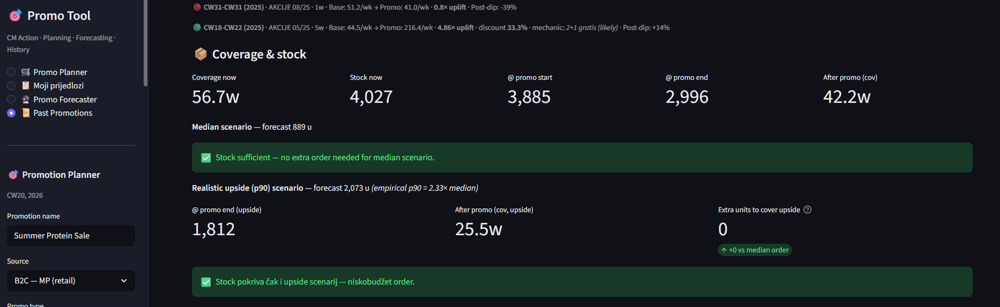 Promo Tool
CM Action · Planning · Forecasting ·
History
Promo Planner
Moji prijedlozi
Promo Forecaster
Past Promotions
Promotion Planner
CW20, 2026
Promotion name
Summer Protein Sale
Source
B2C — MP (retail)
Promo type
CW31-CW31 (2025) · AKCIJE 08/25 · 1w · Base: 51.2/wk → Promo: 41.0/wk · 0.8× uplift · Post-dip: -39%
CW18-CW22 (2025) · AKCIJE 05/25 · 5w · Base: 44.5/wk → Promo: 216.4/wk · 4.86× uplift · discount 33.3% · mechanic: 2+1 gratis (likely) · Post-dip: +14%
Coverage & stock
Coverage now
56.7w
Stock now
4,027
@ promo start
3,885
@ promo end
2,996
After promo (cov)
42.2w
Median scenario — forecast 889 u
Stock sufficient — no extra order needed for median scenario.
Realistic upside (p90) scenario — forecast 2,073 u (empirical p90 = 2.33× median)
@ promo end (upside)
1,812
After promo (cov, upside)
25.5w
Extra units to cover upside
0
↑ +0 vs median order
Stock pokriva čak i upside scenarij — niskobudžet order.